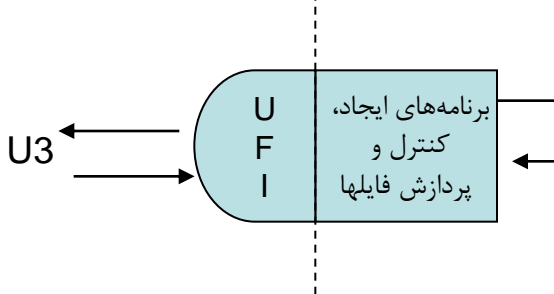 U3
U
F
I
برنامه‌های ایجاد،
کنترل و
پردازش فایلها